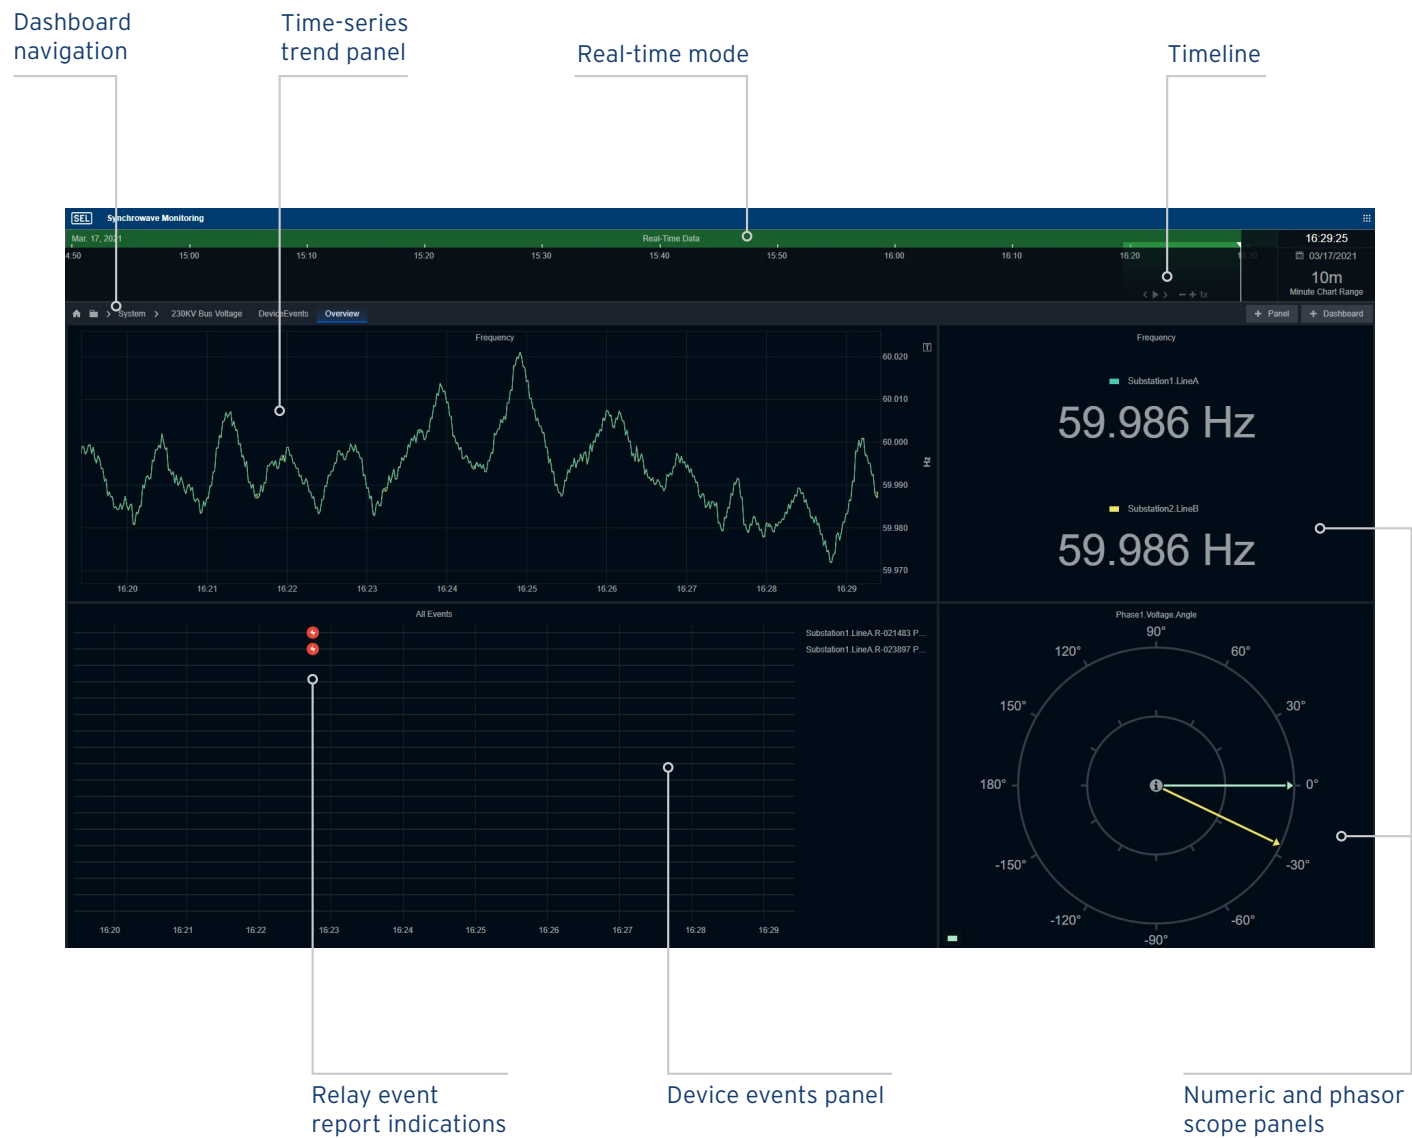 Dashboard
navigation
Time-series
trend panel
Real-time mode
Timeline
SEL Synchrowave Monitoring
Mar. 17, 2021 Real-Time Data 16:29:25
4:50 15:00 15:10 15:20 15:30 15:40 15:50 16:00 16:10 16:20 03/17/2021
10m
1x Minute Chart Range
System 230KV Bus Voltage DeviceEvents Overview + Panel + Dashboard
Frequency
60.020
60.010
60.000
Hz
59.990
59.980
59.970
16:20 16:21 16:22 16:23 16:24 16:25 16:26 16:27 16:28 16:29
Frequency
Substation1.LineA
59.986 Hz
Substation2.LineB
59.986 Hz
All Events
Substation1.LineA.R-021483 P...
Substation1.LineA.R-023897 P...
16:20 16:21 16:22 16:23 16:24 16:25 16:26 16:27 16:28 16:29
Phase1.Voltage.Angle
90°
120° 60°
150° 30°
180° 0°
-150° -30°
-120° -60°
-90°
Relay event
report indications
Device events panel
Numeric and phasor
scope panels